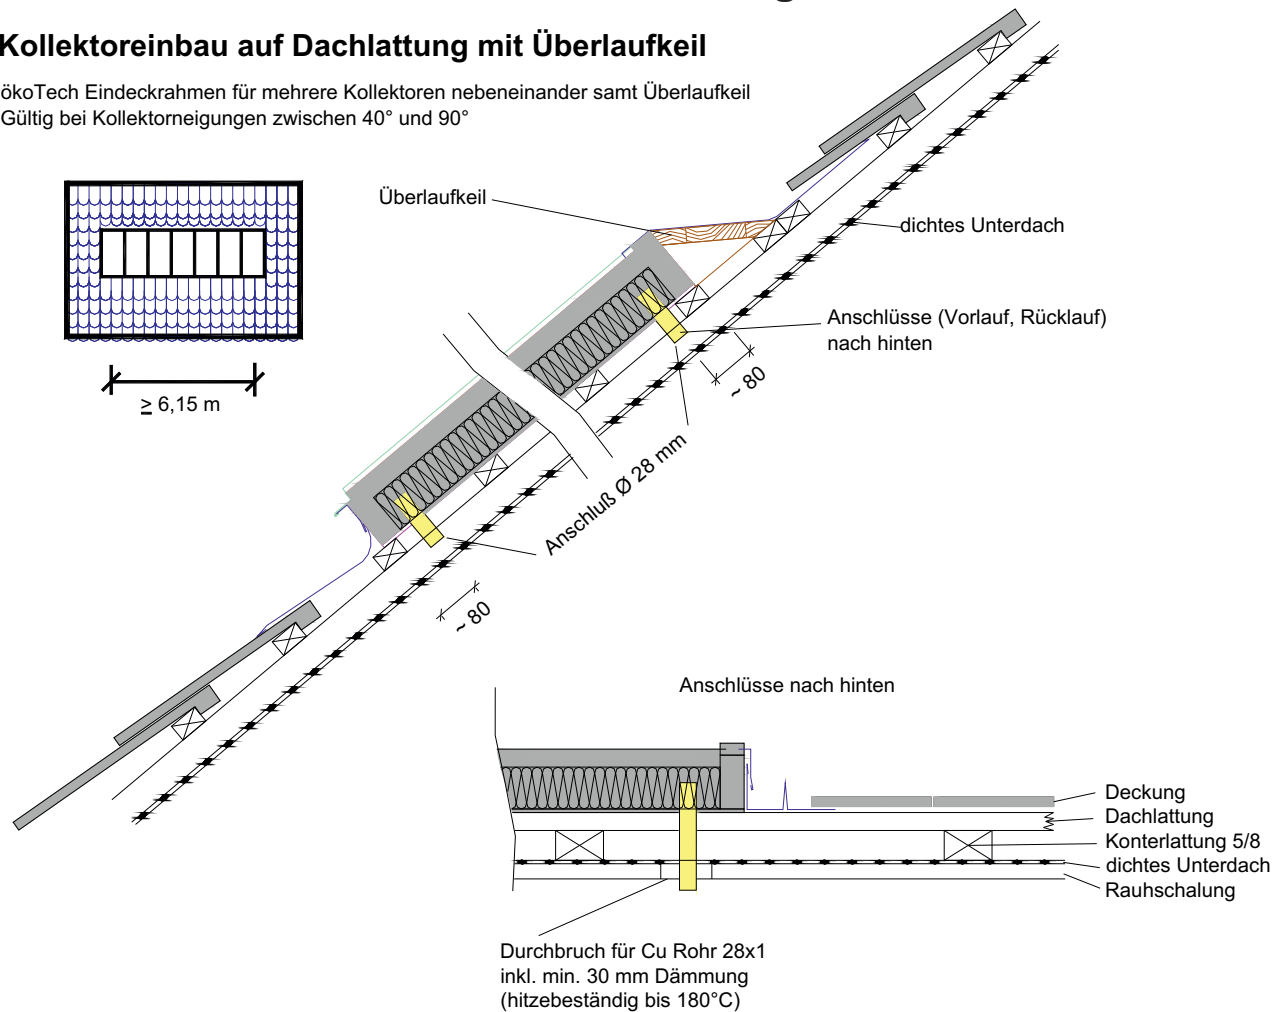 Kollektoreinbau auf Dachlattung mit Überlaufkeil
ökoTech Eindeckrahmen für mehrere Kollektoren nebeneinander samt Überlaufkeil
Gültig bei Kollektorneigungen zwischen 40° und 90°
Überlaufkeil
dichtes Unterdach
Anschlüsse (Vorlauf, Rücklauf)
nach hinten
~ 80
≥ 6,15 m
Anschluß Ø 28 mm
~ 80
Anschlüsse nach hinten
Deckung
Dachlattung
Konterlattung 5/8
dichtes Unterdach
Rauhschalung
Durchbruch für Cu Rohr 28x1
inkl. min. 30 mm Dämmung
(hitzebeständig bis 180°C)